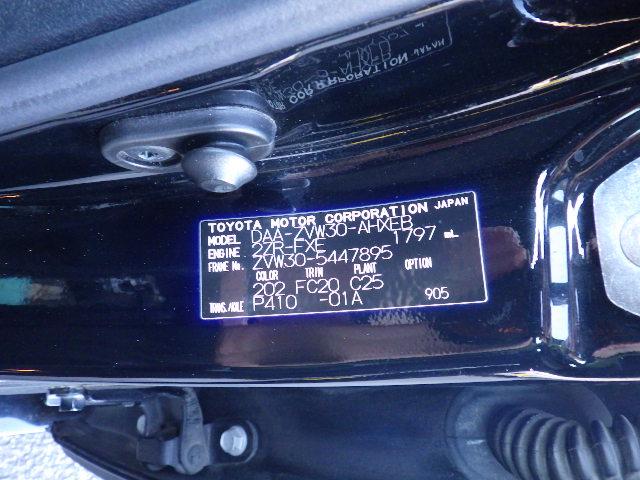 TOYOTA MOTOR CORPORATION JAPAN
MODEL DAA-ZVW30-AHXEB
ENGINE 2ZR-FXE 1797 mL
FRAME No. ZVW30-5447895
COLOR TRIM PLANT OPTION
202 FC20 C25
TRANS.AXLE P410 -01A 905